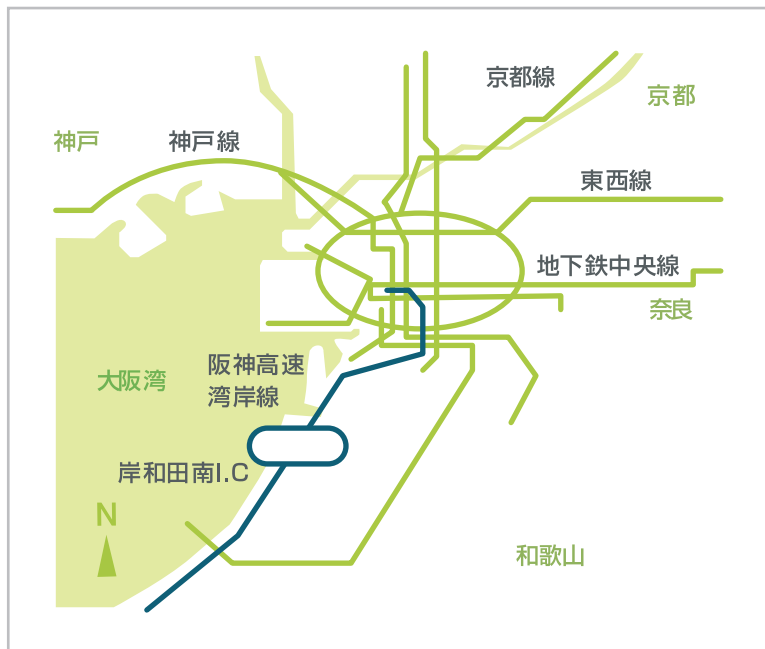 京都線
京都
神戸
神戸線
東西線
地下鉄中央線
奈良
阪神高速
湾岸線
大阪湾
岸和田南I.C
N
和歌山